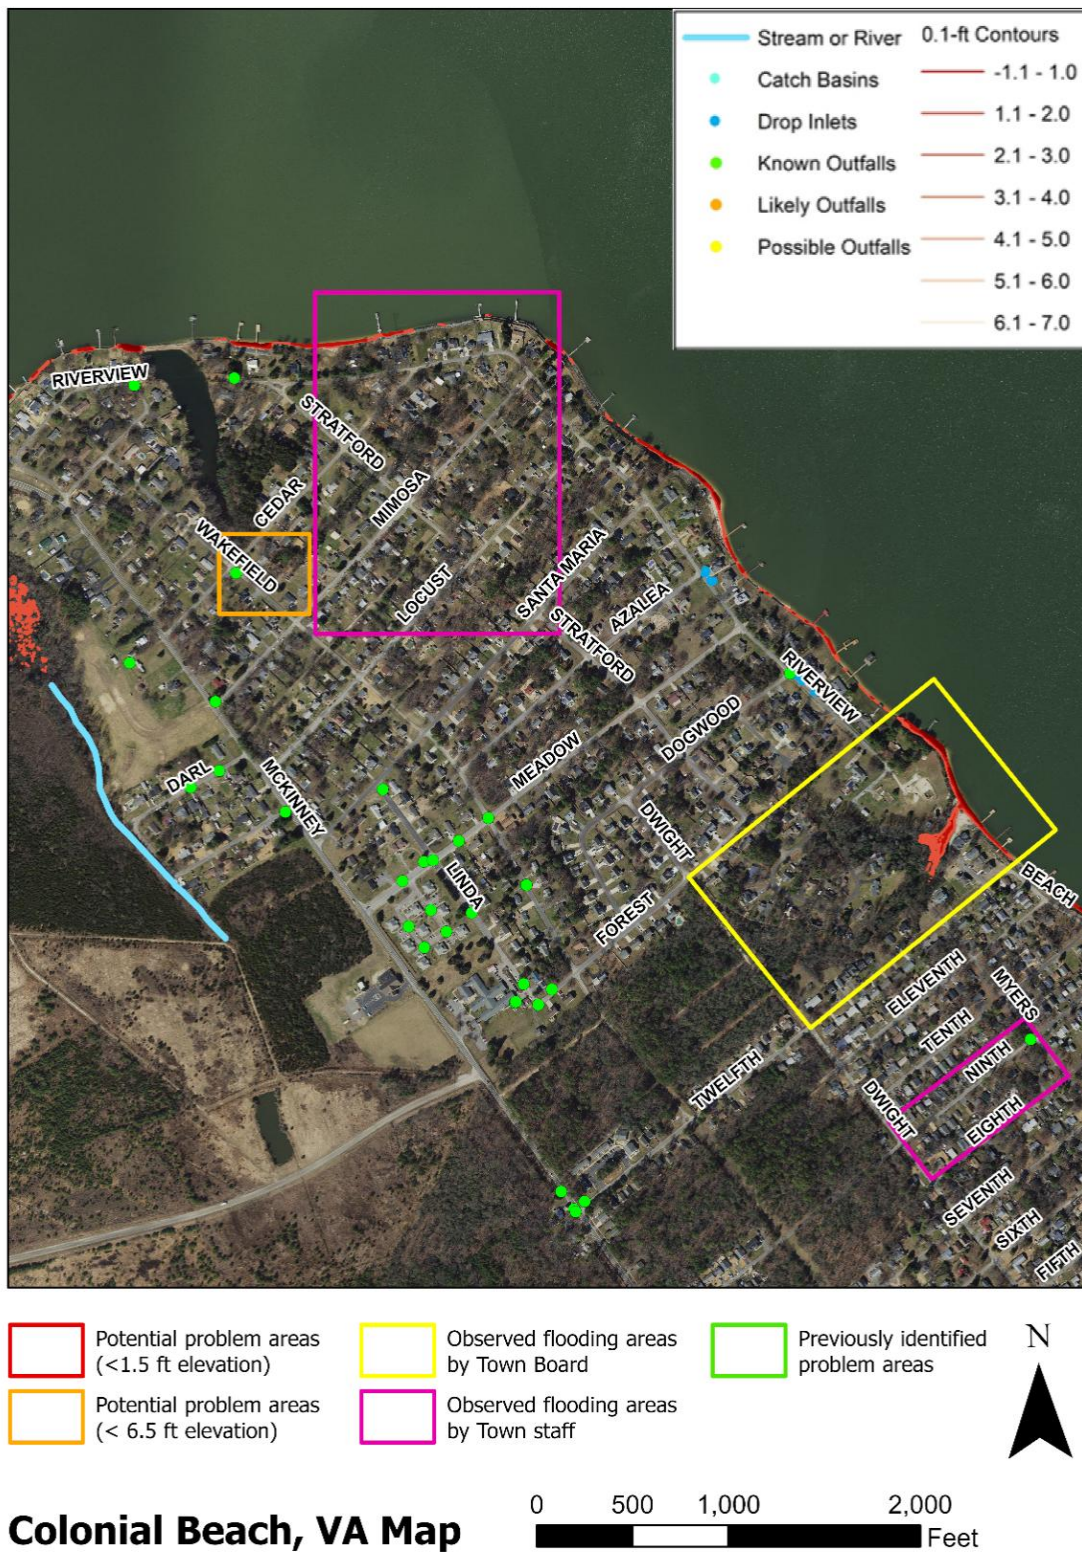 Stream or River
Catch Basins
Drop Inlets
Known Outfalls
Likely Outfalls
Possible Outfalls
0.1-ft Contours
-1.1 - 1.0
1.1 - 2.0
2.1 - 3.0
3.1 - 4.0
4.1 - 5.0
5.1 - 6.0
6.1 - 7.0
RIVERVIEW
STRATFORD
CEDAR
MIMOSA
WAKEFIELD
LOCUST
SANTA MARIA
AZALEA
STRATFORD
RIVERVIEW
DOGWOOD
MEADOW
DARL
MCKINNEY
DWIGHT
LINDA
FOREST
BEACH
ELEVENTH
MYERS
TENTH
NINTH
TWELFTH
DWIGHT
EIGHTH
SEVENTH
SIXTH
FIFTH
Potential problem areas
(<1.5 ft elevation)
Potential problem areas
(< 6.5 ft elevation)
Observed flooding areas
by Town Board
Observed flooding areas
by Town staff
Previously identified
problem areas
N
Colonial Beach, VA Map
0 500 1,000 2,000
Feet